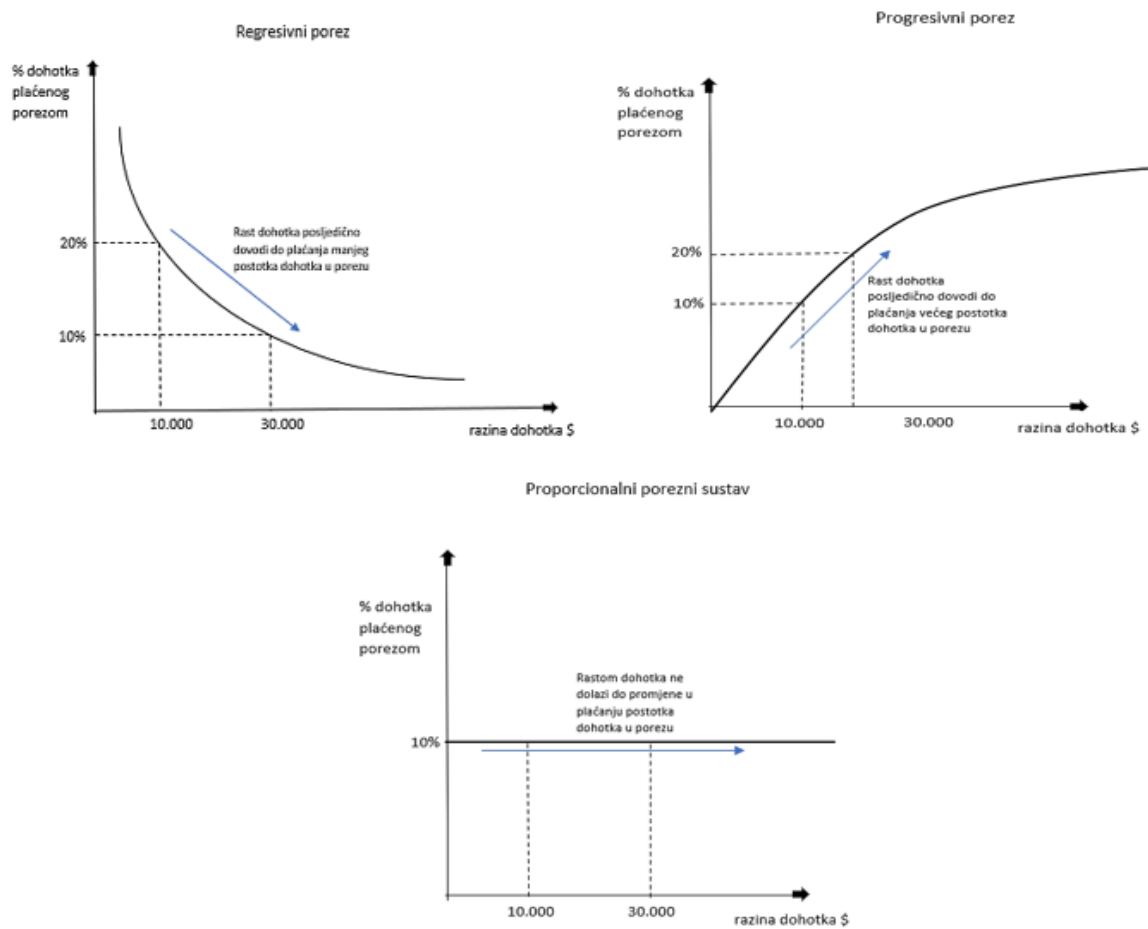 Regresivni porez
% dohotka
plaćenog
porezom
20%
10%
Rast dohotka posljedično
dovodi do plaćanja manjeg
postotka dohotka u porezu
10.000
30.000
razina dohotka $
Progresivni porez
% dohotka
plaćenog
porezom
20%
10%
Rast dohotka
posljedično dovodi do
plaćanja većeg postotka
dohotka u porezu
10.000
30.000
razina dohotka $
Proporcionalni porezni sustav
% dohotka
plaćenog
porezom
10%
Rastom dohotka ne
dolazi do promjene u
plaćanju postotka
dohotka u porezu
10.000
30.000
razina dohotka $